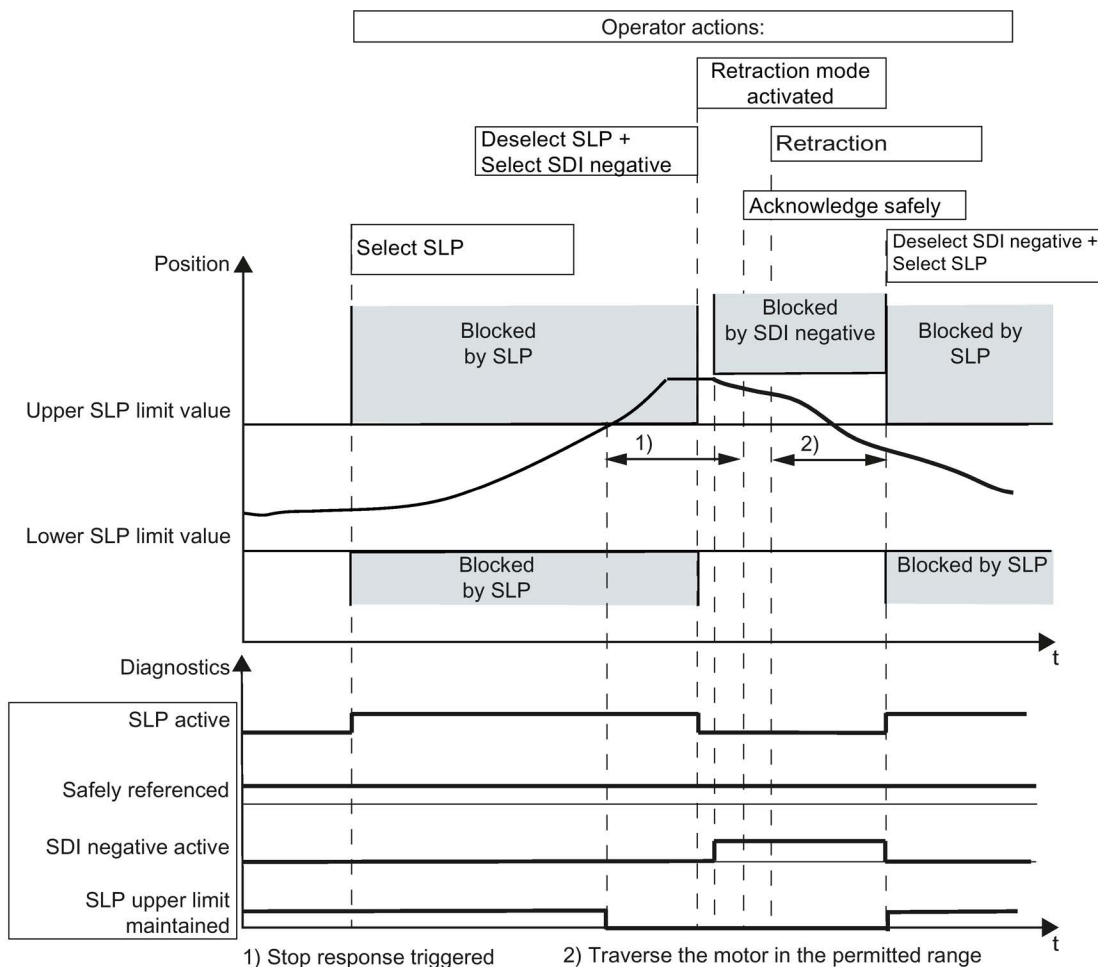 Operator actions:
Retraction mode
activated
Deselect SLP +
Select SDI negative
Retraction
Acknowledge safely
Select SLP
Deselect SDI negative +
Select SLP
Position
Blocked
by SLP
Blocked
by SDI negative
Blocked by
SLP
Upper SLP limit value
1)
2)
Lower SLP limit value
Blocked
by SLP
Blocked by SLP
t
Diagnostics
SLP active
Safely referenced
SDI negative active
SLP upper limit
maintained
t
1) Stop response triggered
2) Traverse the motor in the permitted range